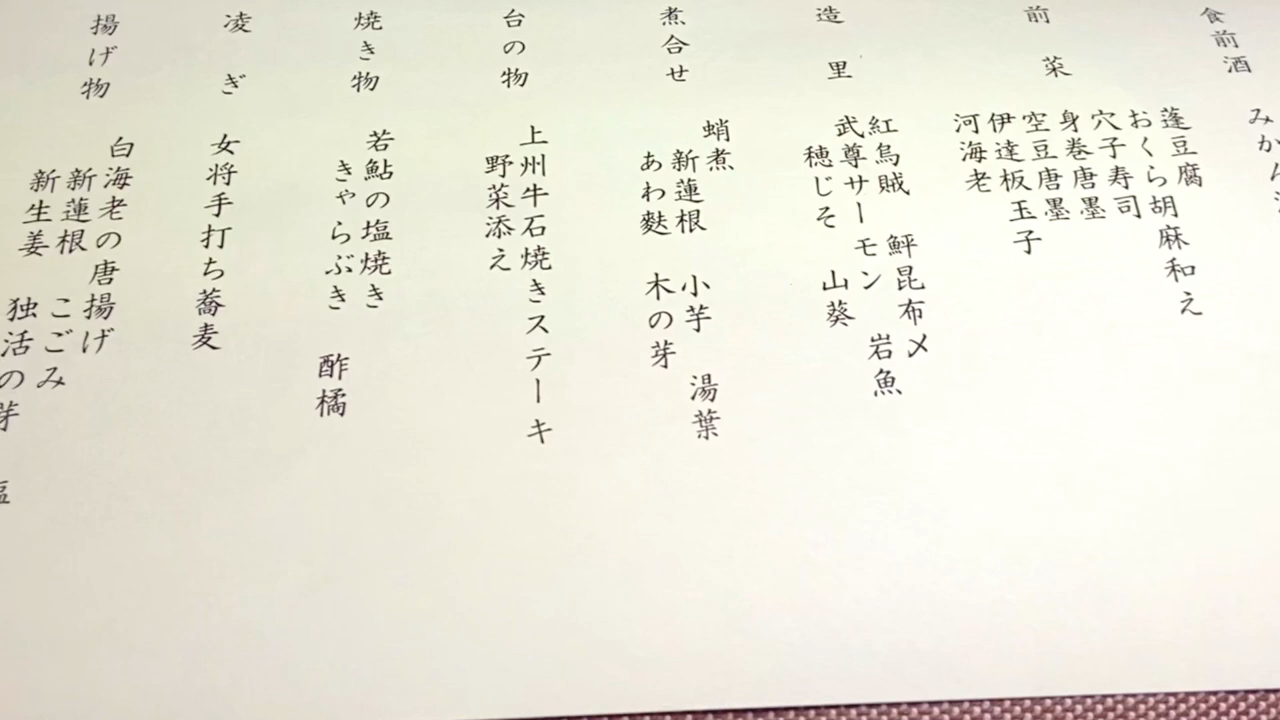 食前酒
みかん
前菜
蓬豆腐
おくら胡麻和え
穴子寿司
身巻唐墨
空豆唐墨
伊達板玉子
河海老
造里
紅烏賊 鮃昆布〆
武尊サーモン 岩魚
穂じそ 山葵
煮合せ
蛸煮
新蓮根 小芋 湯葉
あわ麩 木の芽
台の物
上州牛石焼きステーキ
野菜添え
焼き物
若鮎の塩焼き
きゃらぶき 酢橘
凌ぎ
女将手打ち蕎麦
揚げ物
白海老の唐揚げ
新蓮根 こごみ
新生姜 独活の芽
塩